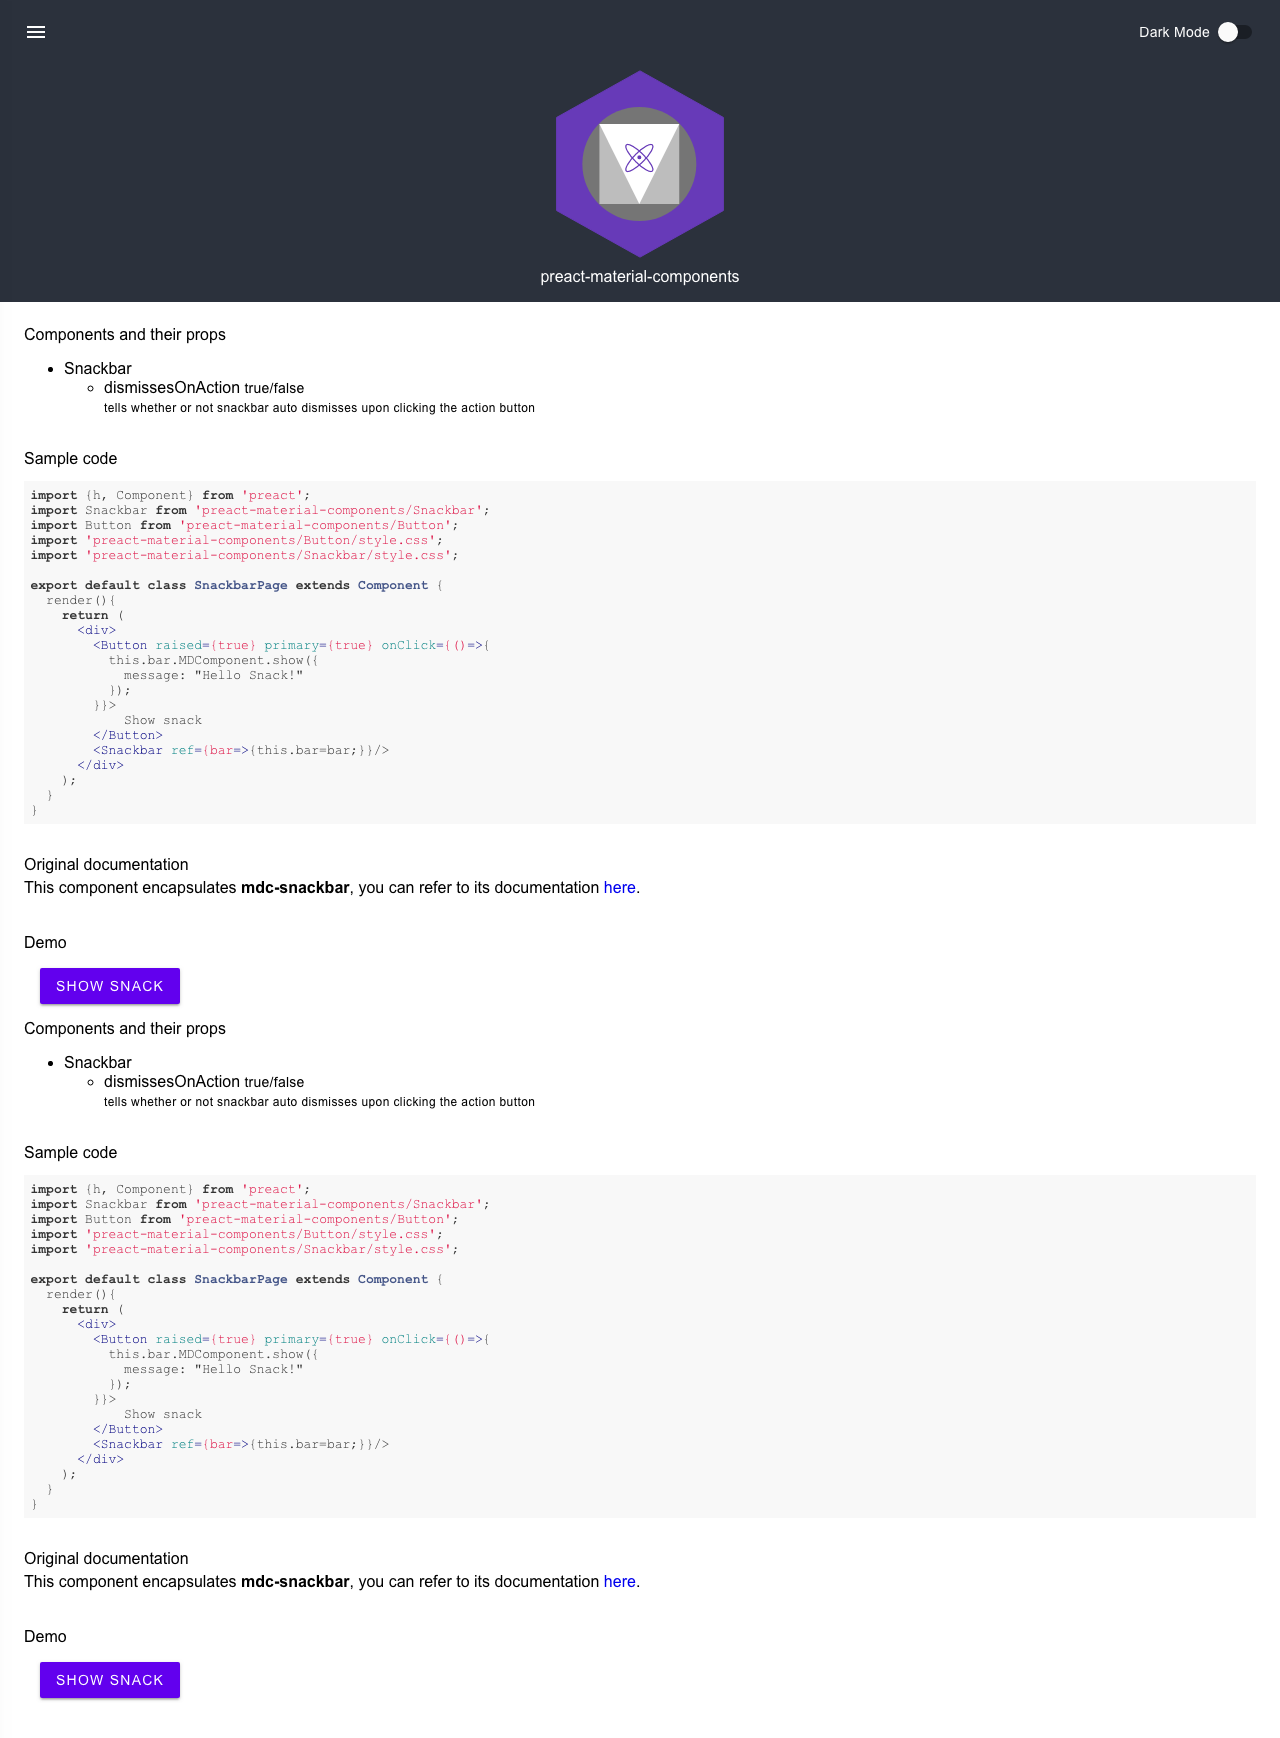 Dark Mode
preact-material-components
Components and their props
Snackbar
dismissesOnAction true/false
tells whether or not snackbar auto dismisses upon clicking the action button
Sample code
import {h, Component} from 'preact';
import Snackbar from 'preact-material-components/Snackbar';
import Button from 'preact-material-components/Button';
import 'preact-material-components/Button/style.css';
import 'preact-material-components/Snackbar/style.css';
export default class SnackbarPage extends Component {
render(){
return (
<div>
<Button raised={true} primary={true} onClick={()=>{
this.bar.MDComponent.show({
message: "Hello Snack!"
});
}}>
Show snack
</Button>
<Snackbar ref={bar=>{this.bar=bar;}}/>
</div>
);
}
}
Original documentation
This component encapsulates mdc-snackbar, you can refer to its documentation here.
Demo
SHOW SNACK
Components and their props
Snackbar
dismissesOnAction true/false
tells whether or not snackbar auto dismisses upon clicking the action button
Sample code
import {h, Component} from 'preact';
import Snackbar from 'preact-material-components/Snackbar';
import Button from 'preact-material-components/Button';
import 'preact-material-components/Button/style.css';
import 'preact-material-components/Snackbar/style.css';
export default class SnackbarPage extends Component {
render(){
return (
<div>
<Button raised={true} primary={true} onClick={()=>{
this.bar.MDComponent.show({
message: "Hello Snack!"
});
}}>
Show snack
</Button>
<Snackbar ref={bar=>{this.bar=bar;}}/>
</div>
);
}
}
Original documentation
This component encapsulates mdc-snackbar, you can refer to its documentation here.
Demo
SHOW SNACK